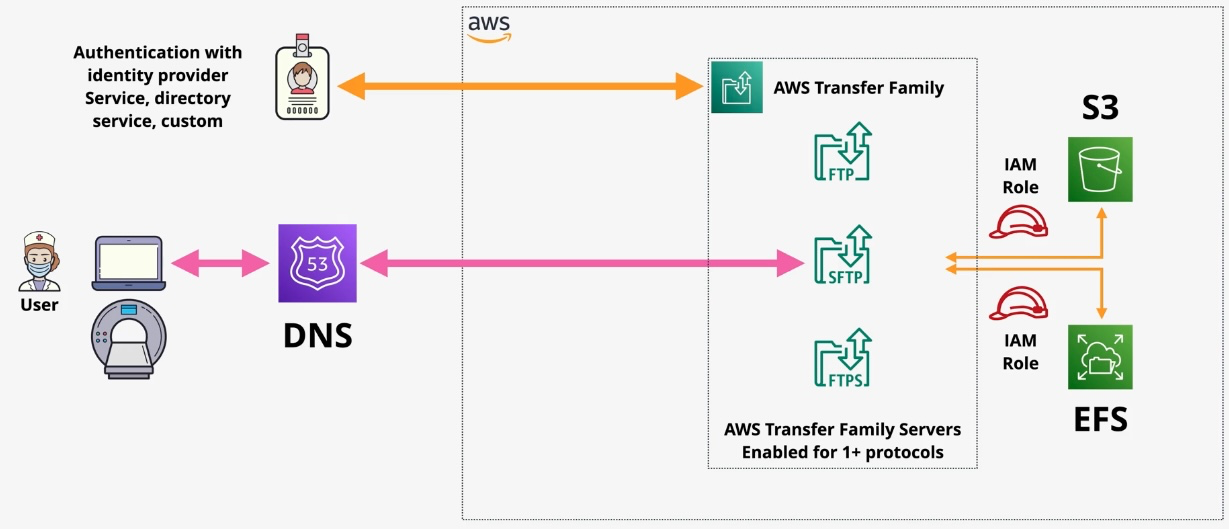 aws
Authentication with
identity provider
Service, directory
service, custom
AWS Transfer Family
S3
FTP
IAM
Role
53
SFTP
User
DNS
IAM
Role
FTPS
EFS
AWS Transfer Family Servers
Enabled for 1+ protocols